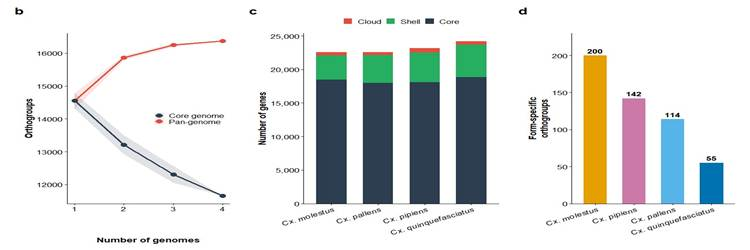 b
16000
15000
14000
13000
12000
Orthogroups
Core genome
Pan-genome
1 2 3 4
Number of genomes
c
Cloud Shell Core
25,000
20,000
15,000
10,000
5,000
0
Number of genes
Cx. molestus
Cx. pallens
Cx. pipiens
Cx. quinquefasciatus
d
200
150
100
50
0
Form-specific
orthogroups
200
142
114
55
Cx. molestus
Cx. pipiens
Cx. pallens
Cx. quinquefasciatus